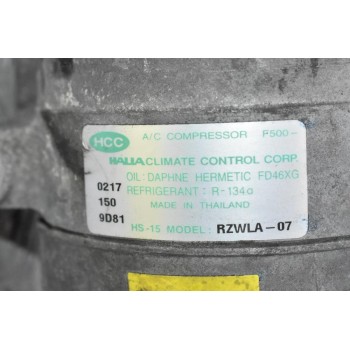 HCC A/C COMPRESSOR P500-
HALLA CLIMATE CONTROL CORP.
OIL: DAPHNE HERMETIC FD46XG
0217 REFRIGERANT: R-134a
150 MADE IN THAILAND
9D81
HS-15 MODEL: RZWLA-07